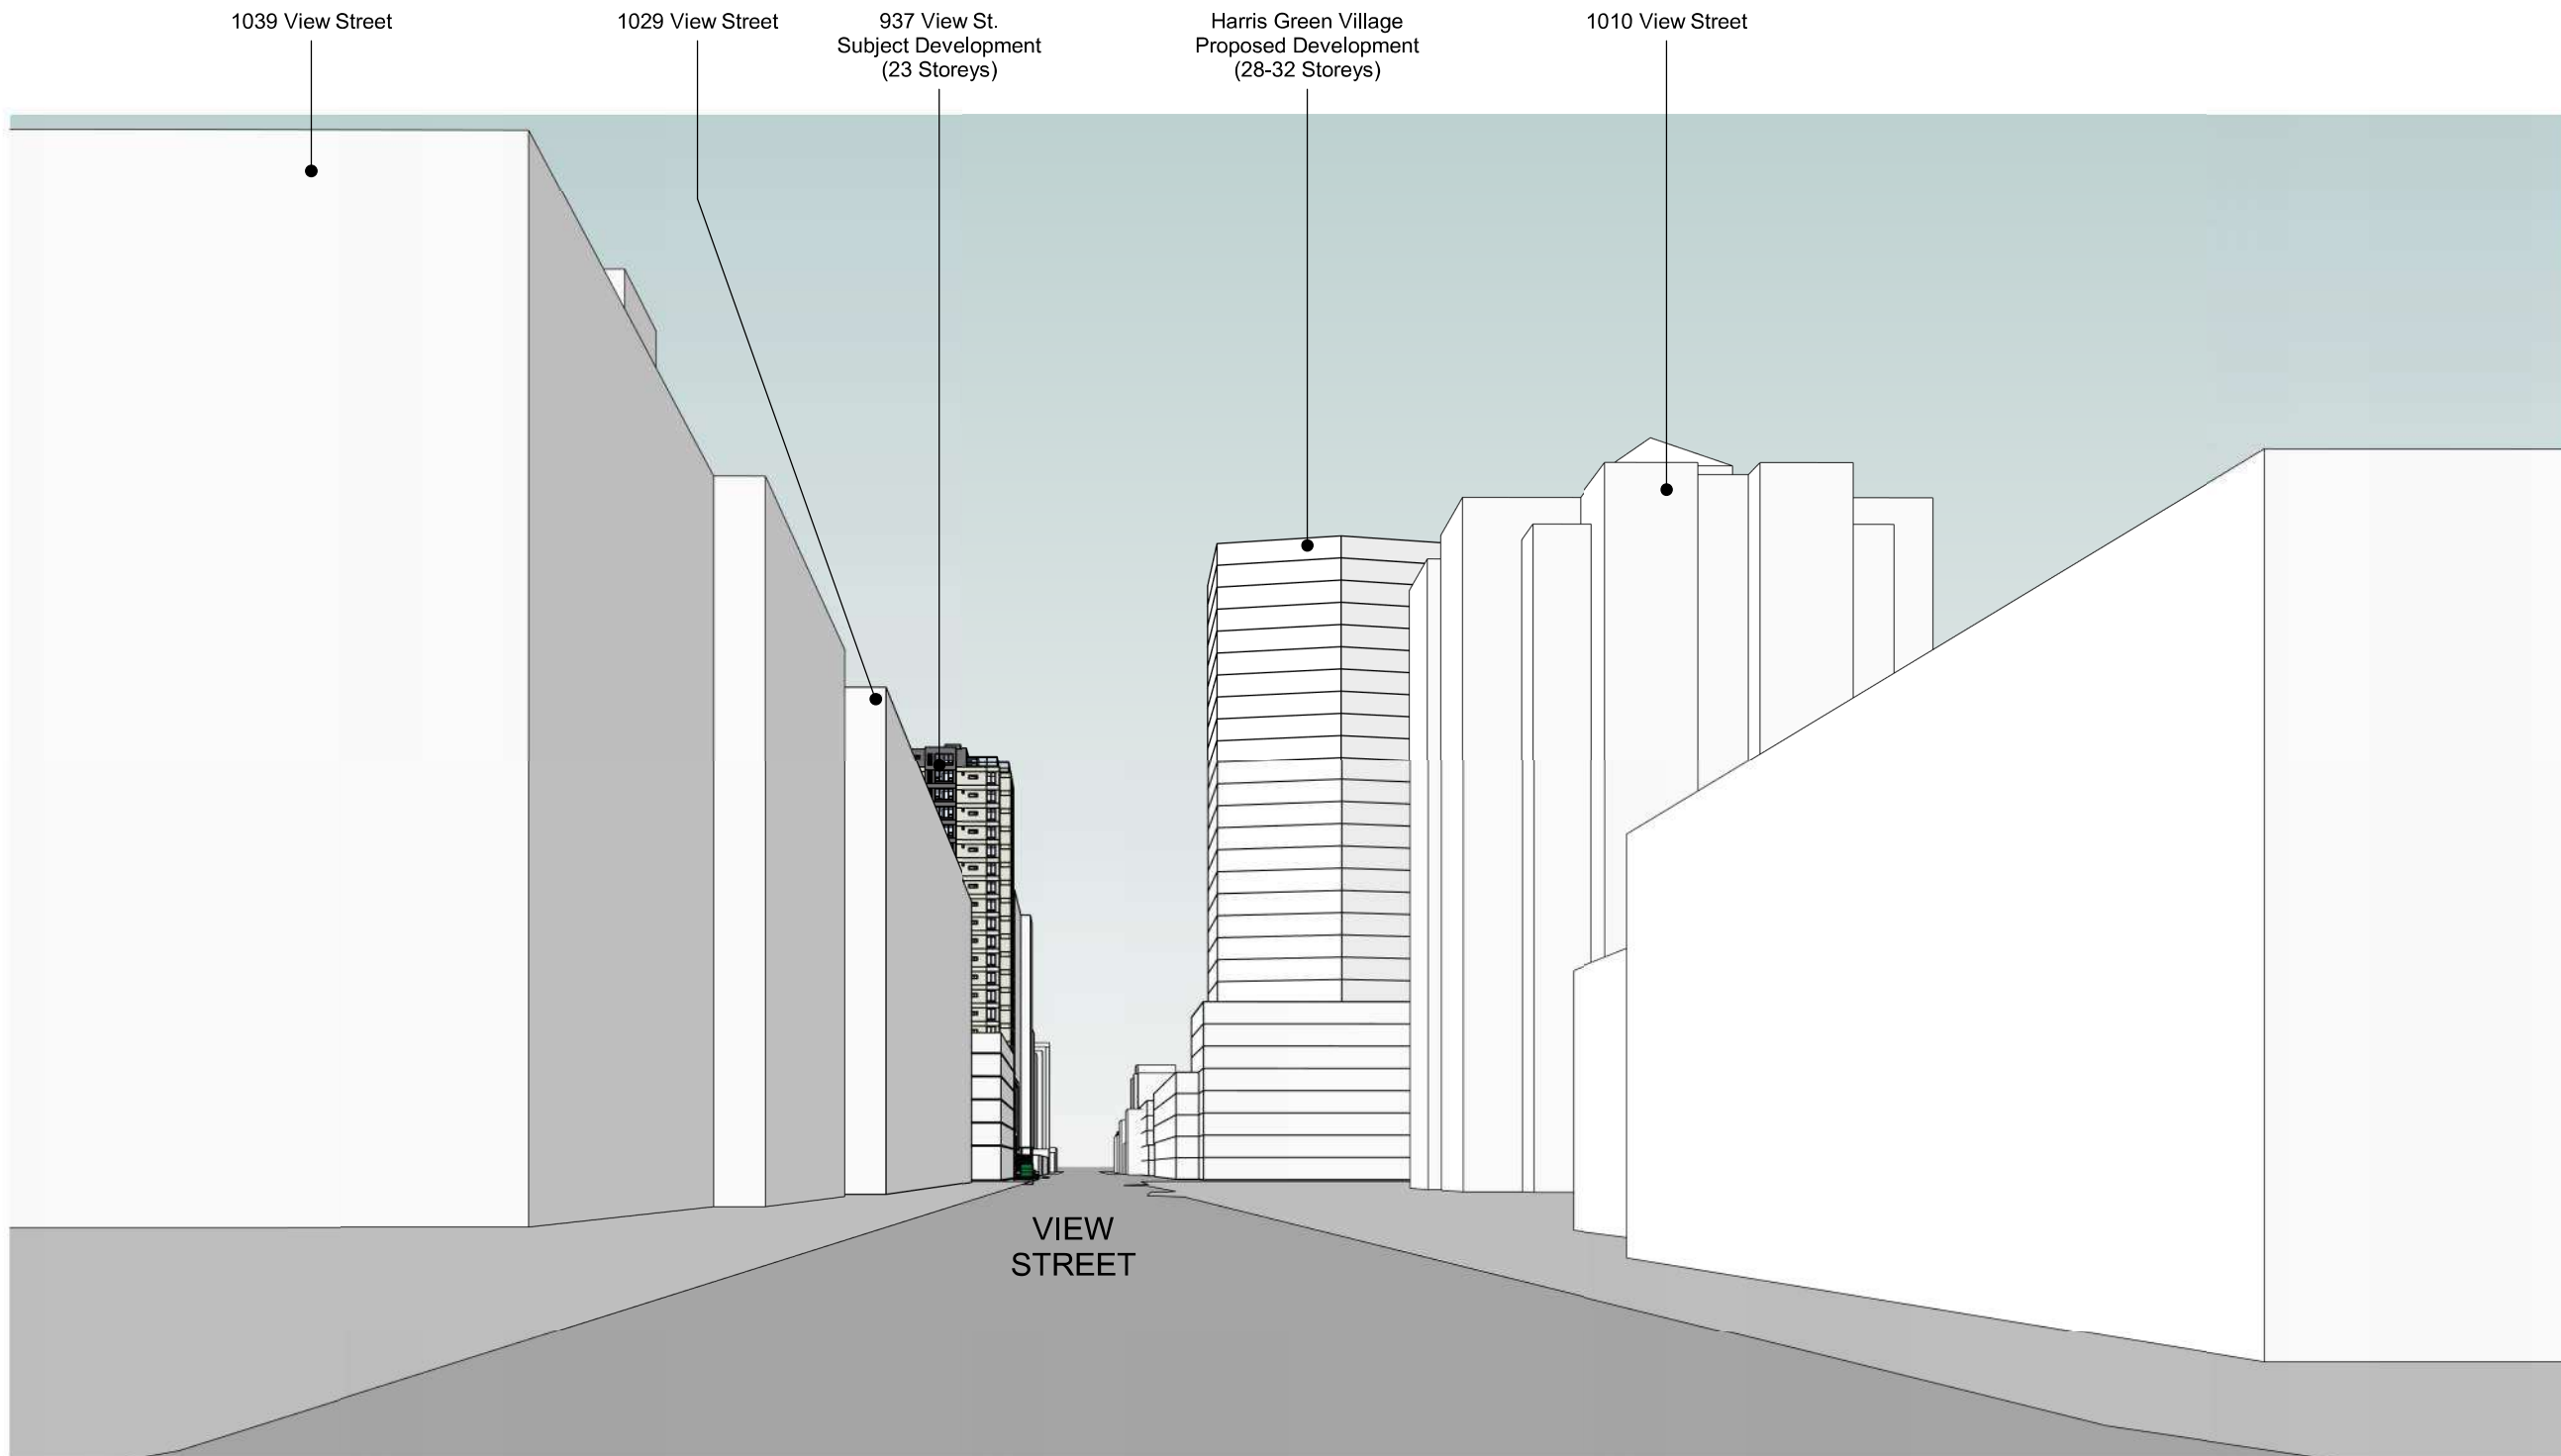 1039 View Street
1029 View Street
937 View St.
Subject Development
(23 Storeys)
Harris Green Village
Proposed Development
(28-32 Storeys)
1010 View Street
VIEW
STREET